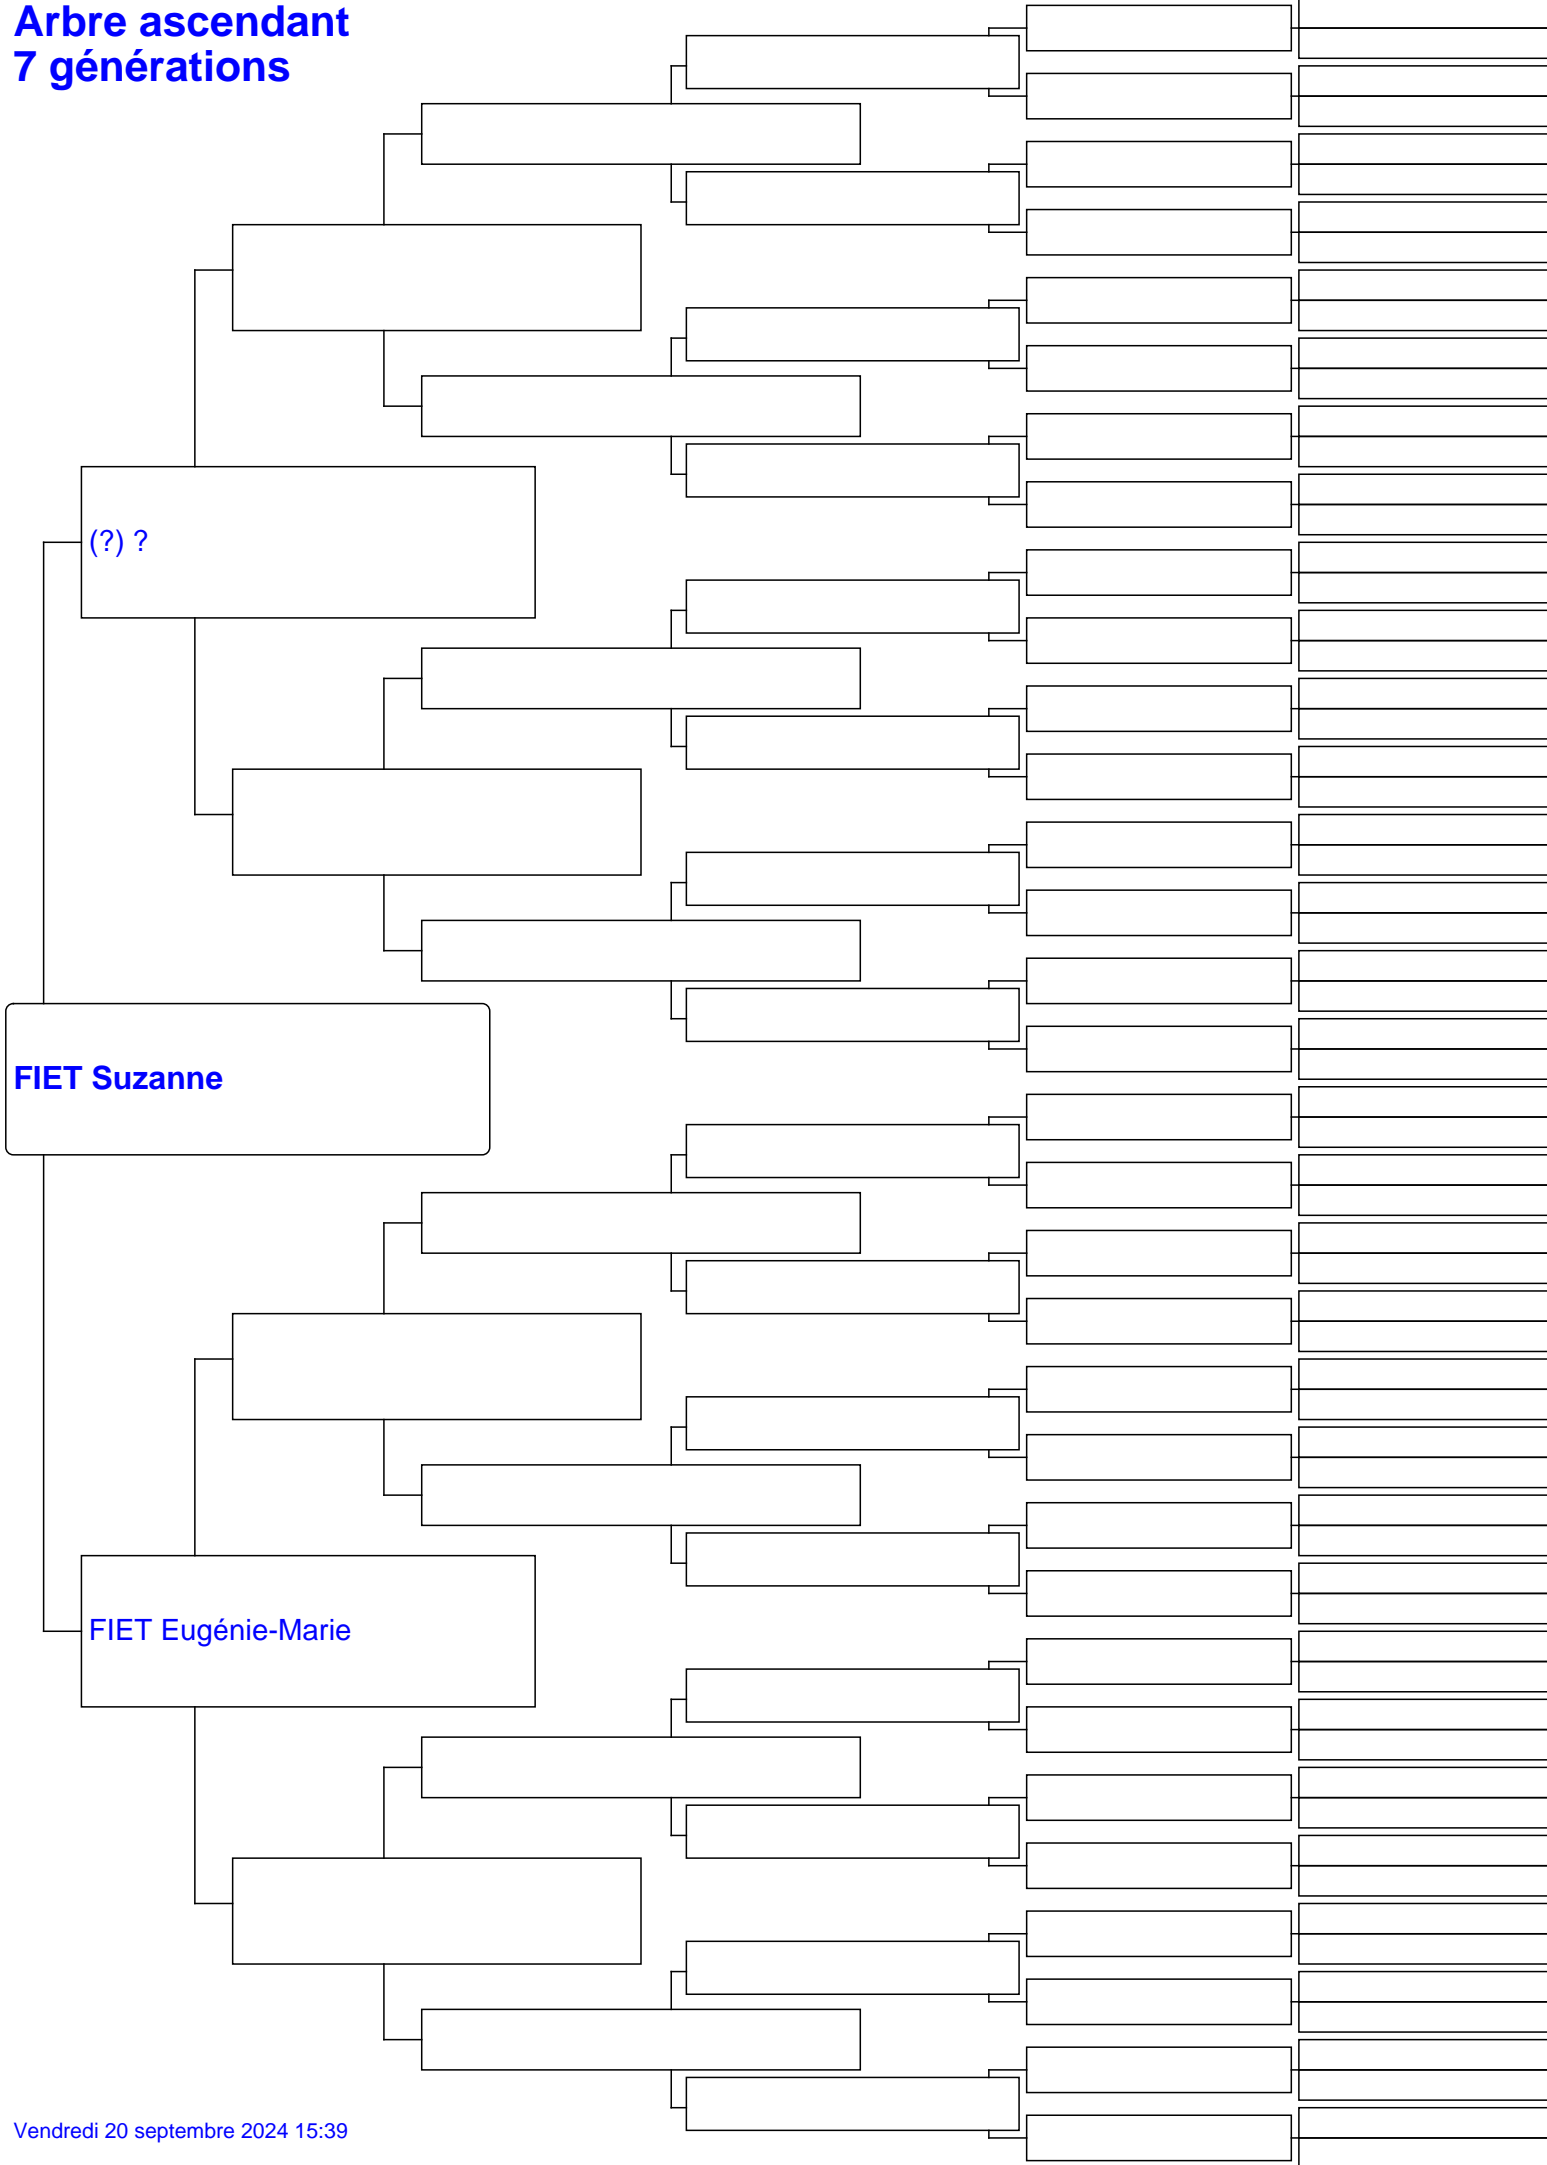 Arbre ascendant
7 générations
(?) ?
FIET Suzanne
FIET Eugénie-Marie
Vendredi 20 septembre 2024 15:39